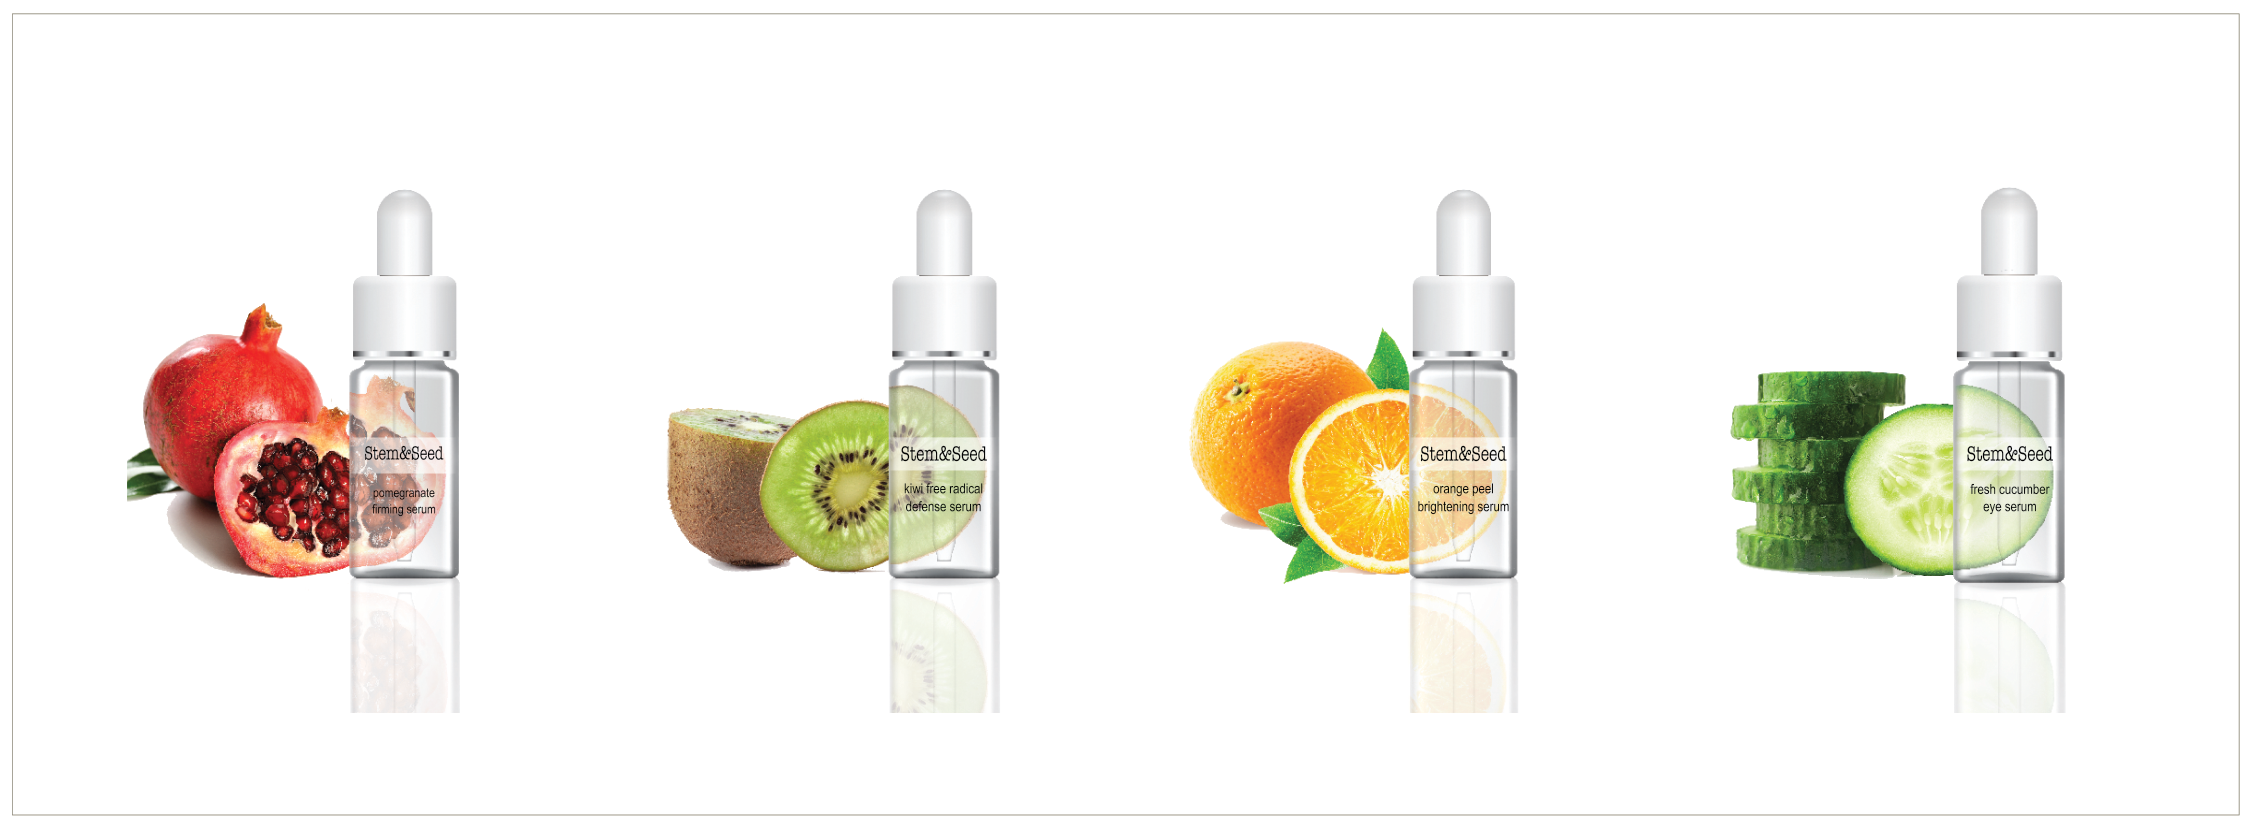 Stem&Seed
pomegranate
firming serum
Stem&Seed
kiwi free radical
defense serum
Stem&Seed
orange peel
brightening serum
Stem&Seed
fresh cucumber
eye serum